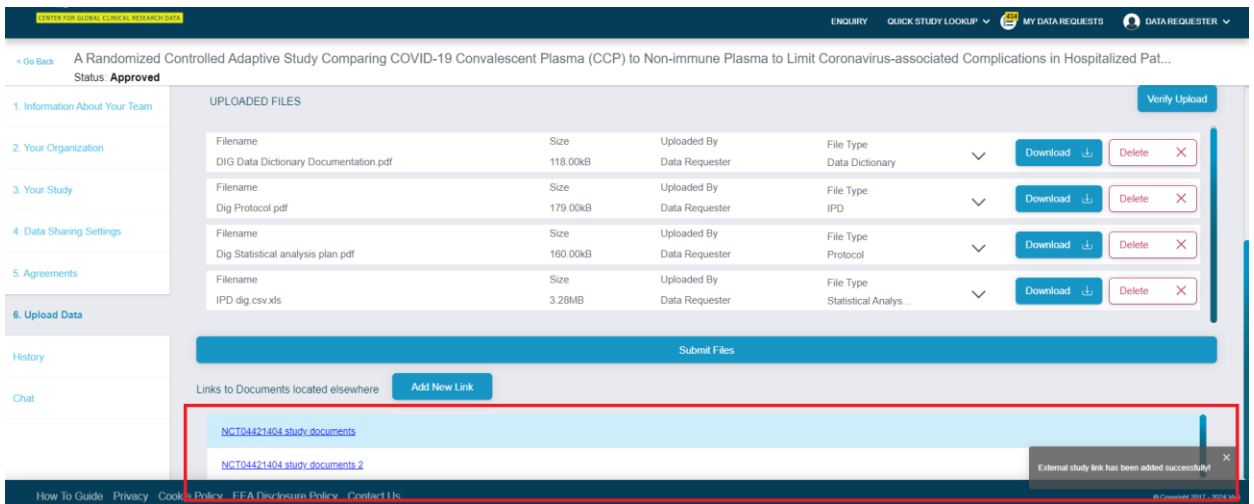 CENTER FOR GLOBAL CLINICAL RESEARCH DATA
ENQUIRY QUICK STUDY LOOKUP 434 MY DATA REQUESTS DATA REQUESTER
< Go Back A Randomized Controlled Adaptive Study Comparing COVID-19 Convalescent Plasma (CCP) to Non-immune Plasma to Limit Coronavirus-associated Complications in Hospitalized Pat...
Status: Approved
1. Information About Your Team
2. Your Organization
3. Your Study
4. Data Sharing Settings
5. Agreements
6. Upload Data
History
Chat
UPLOADED FILES Verify Upload
Filename Size Uploaded By File Type
DIG Data Dictionary Documentation.pdf 118.00kB Data Requester Data Dictionary Download Delete
Filename Size Uploaded By File Type
Dig Protocol.pdf 179.00kB Data Requester IPD Download Delete
Filename Size Uploaded By File Type
Dig Statistical analysis plan.pdf 160.00kB Data Requester Protocol Download Delete
Filename Size Uploaded By File Type
IPD dig.csv.xls 3.28MB Data Requester Statistical Analys... Download Delete
Submit Files
Links to Documents located elsewhere Add New Link
NCT04421404 study documents
NCT04421404 study documents 2
External study link has been added successfully!
How To Guide Privacy Cookie Policy EEA Disclosure Policy Contact Us
© Copyright 2017 - 2024